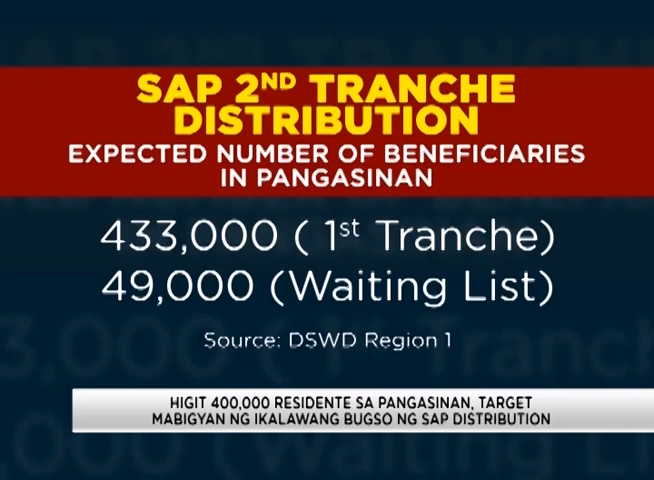 SAP 2ND TRANCHE
DISTRIBUTION
EXPECTED NUMBER OF BENEFICIARIES
IN PANGASINAN
433,000 ( 1st Tranche)
49,000 (Waiting List)
Source: DSWD Region 1
HIGIT 400,000 RESIDENTE SA PANGASINAN, TARGET
MABIGYAN NG IKALAWANG BUGSO NG SAP DISTRIBUTION